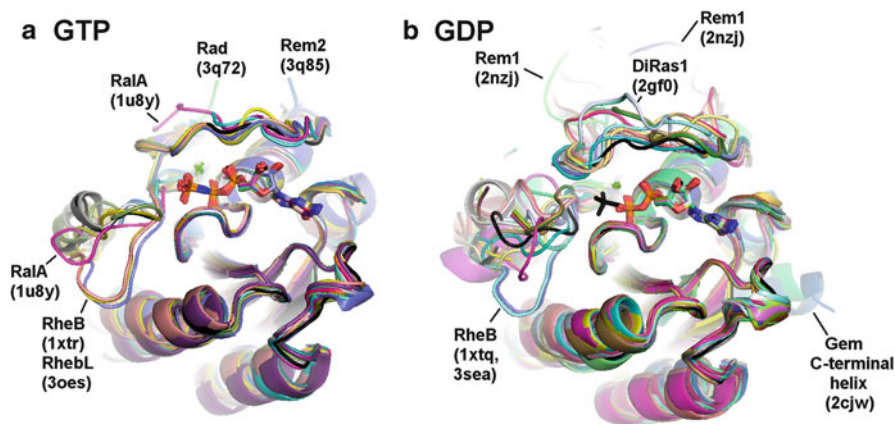 a GTP
Rad
(3q72)
Rem2
(3q85)
RalA
(1u8y)
RalA
(1u8y)
RheB
(1xtr)
RhebL
(3oes)
b GDP
Rem1
(2nzj)
Rem1
(2nzj)
DiRas1
(2gf0)
RheB
(1xtq,
3sea)
Gem
C-terminal
helix
(2cjw)